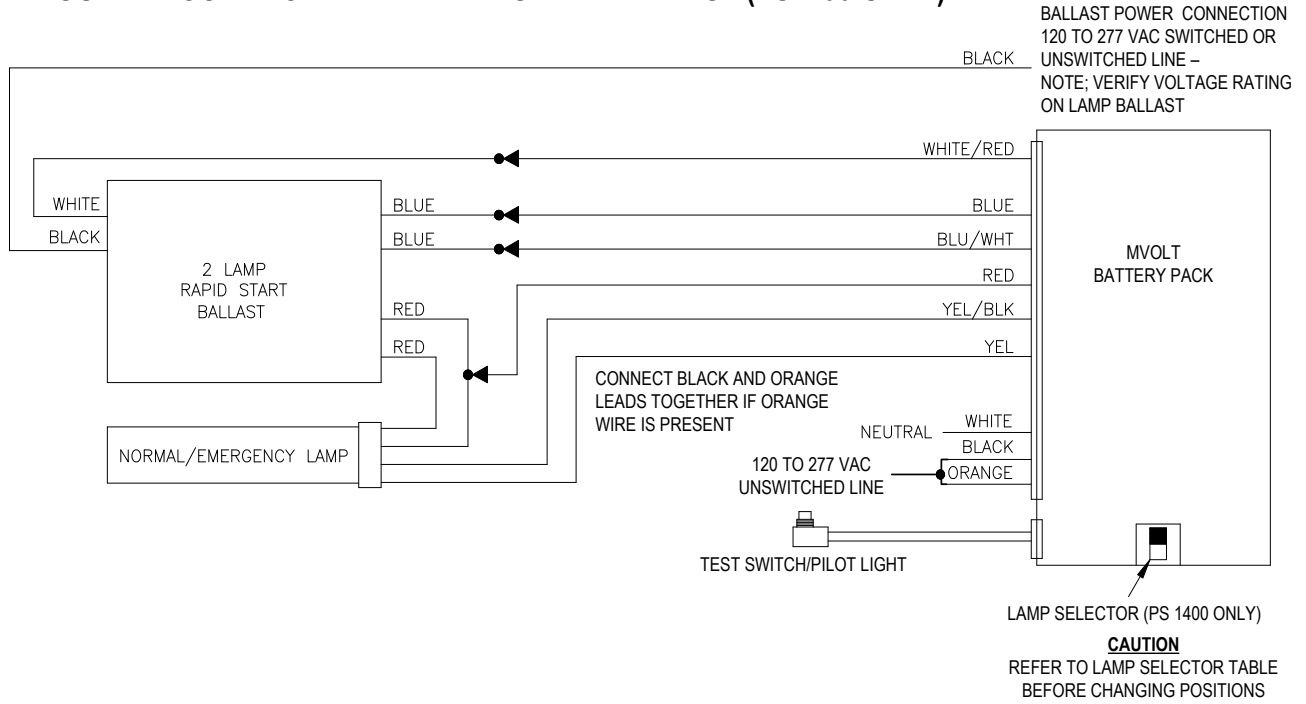 BALLAST POWER CONNECTION
120 TO 277 VAC SWITCHED OR
UNSWITCHED LINE –
NOTE; VERIFY VOLTAGE RATING
ON LAMP BALLAST
BLACK
WHITE/RED
WHITE
BLUE
BLUE
BLACK
BLUE
BLU/WHT
2 LAMP
RAPID START
BALLAST
MVOLT
BATTERY PACK
RED
RED
YEL/BLK
RED
YEL
CONNECT BLACK AND ORANGE
LEADS TOGETHER IF ORANGE
WIRE IS PRESENT
NORMAL/EMERGENCY LAMP
NEUTRAL
WHITE
BLACK
120 TO 277 VAC
UNSWITCHED LINE
ORANGE
TEST SWITCH/PILOT LIGHT
LAMP SELECTOR (PS 1400 ONLY)
CAUTION
REFER TO LAMP SELECTOR TABLE
BEFORE CHANGING POSITIONS